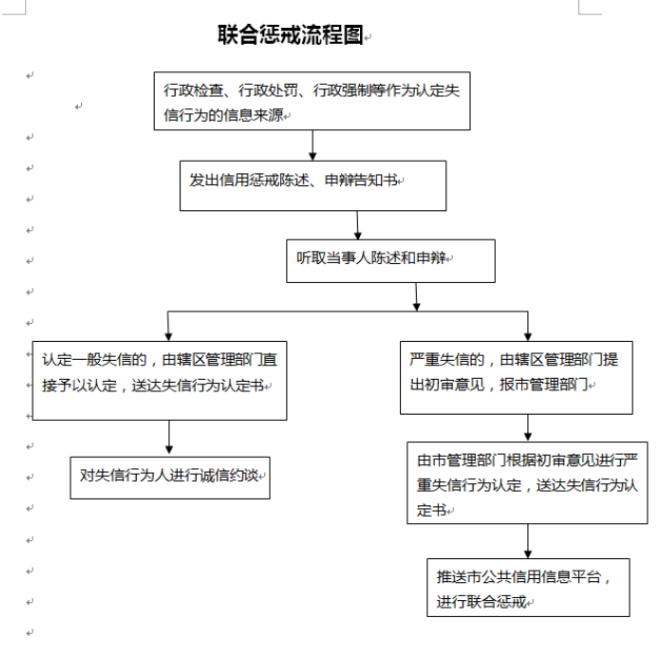 联合惩戒流程图
行政检查、行政处罚、行政强制等作为认定失
信行为的信息来源
发出信用惩戒陈述、申辩告知书
听取当事人陈述和申辩
认定一般失信的，由辖区管理部门直
接予以认定，送达失信行为认定书
严重失信的，由辖区管理部门提
出初审意见，报市管理部门
对失信行为人进行诚信约谈
由市管理部门根据初审意见进行严
重失信行为认定，送达失信行为认
定书
推送市公共信用信息平台，
进行联合惩戒